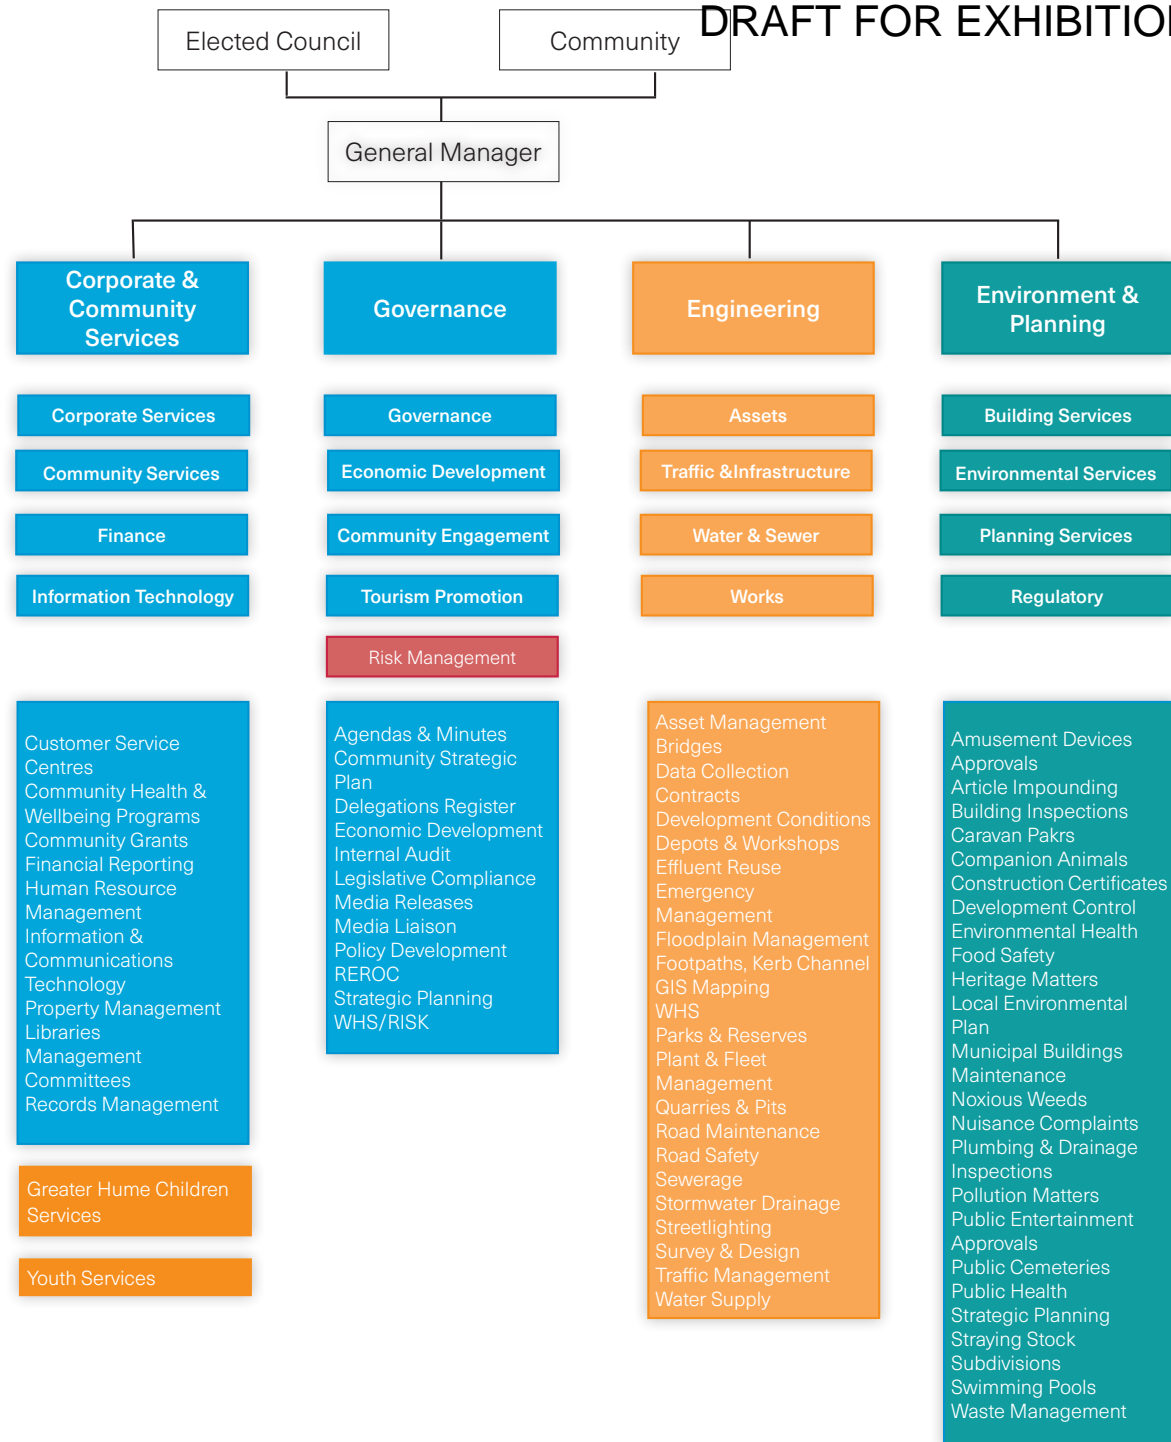 DRAFT FOR EXHIBITION
Elected Council
Community
General Manager
Corporate &
Community
Services
Governance
Engineering
Environment &
Planning
Corporate Services
Governance
Assets
Building Services
Community Services
Economic Development
Traffic &Infrastructure
Environmental Services
Finance
Community Engagement
Water & Sewer
Planning Services
Information Technology
Tourism Promotion
Works
Regulatory
Risk Management
Customer Service
Centres
Community Health &
Wellbeing Programs
Community Grants
Financial Reporting
Human Resource
Management
Information &
Communications
Technology
Property Management
Libraries
Management
Committees
Records Management
Greater Hume Children
Services
Youth Services
Agendas & Minutes
Community Strategic
Plan
Delegations Register
Economic Development
Internal Audit
Legislative Compliance
Media Releases
Media Liaison
Policy Development
REROC
Strategic Planning
WHS/RISK
Asset Management
Bridges
Data Collection
Contracts
Development Conditions
Depots & Workshops
Effluent Reuse
Emergency
Management
Floodplain Management
Footpaths, Kerb Channel
GIS Mapping
WHS
Parks & Reserves
Plant & Fleet
Management
Quarries & Pits
Road Maintenance
Road Safety
Sewerage
Stormwater Drainage
Streetlighting
Survey & Design
Traffic Management
Water Supply
Amusement Devices
Approvals
Article Impounding
Building Inspections
Caravan Pakrs
Companion Animals
Construction Certificates
Development Control
Environmental Health
Food Safety
Heritage Matters
Local Environmental
Plan
Municipal Buildings
Maintenance
Noxious Weeds
Nuisance Complaints
Plumbing & Drainage
Inspections
Pollution Matters
Public Entertainment
Approvals
Public Cemeteries
Public Health
Strategic Planning
Straying Stock
Subdivisions
Swimming Pools
Waste Management